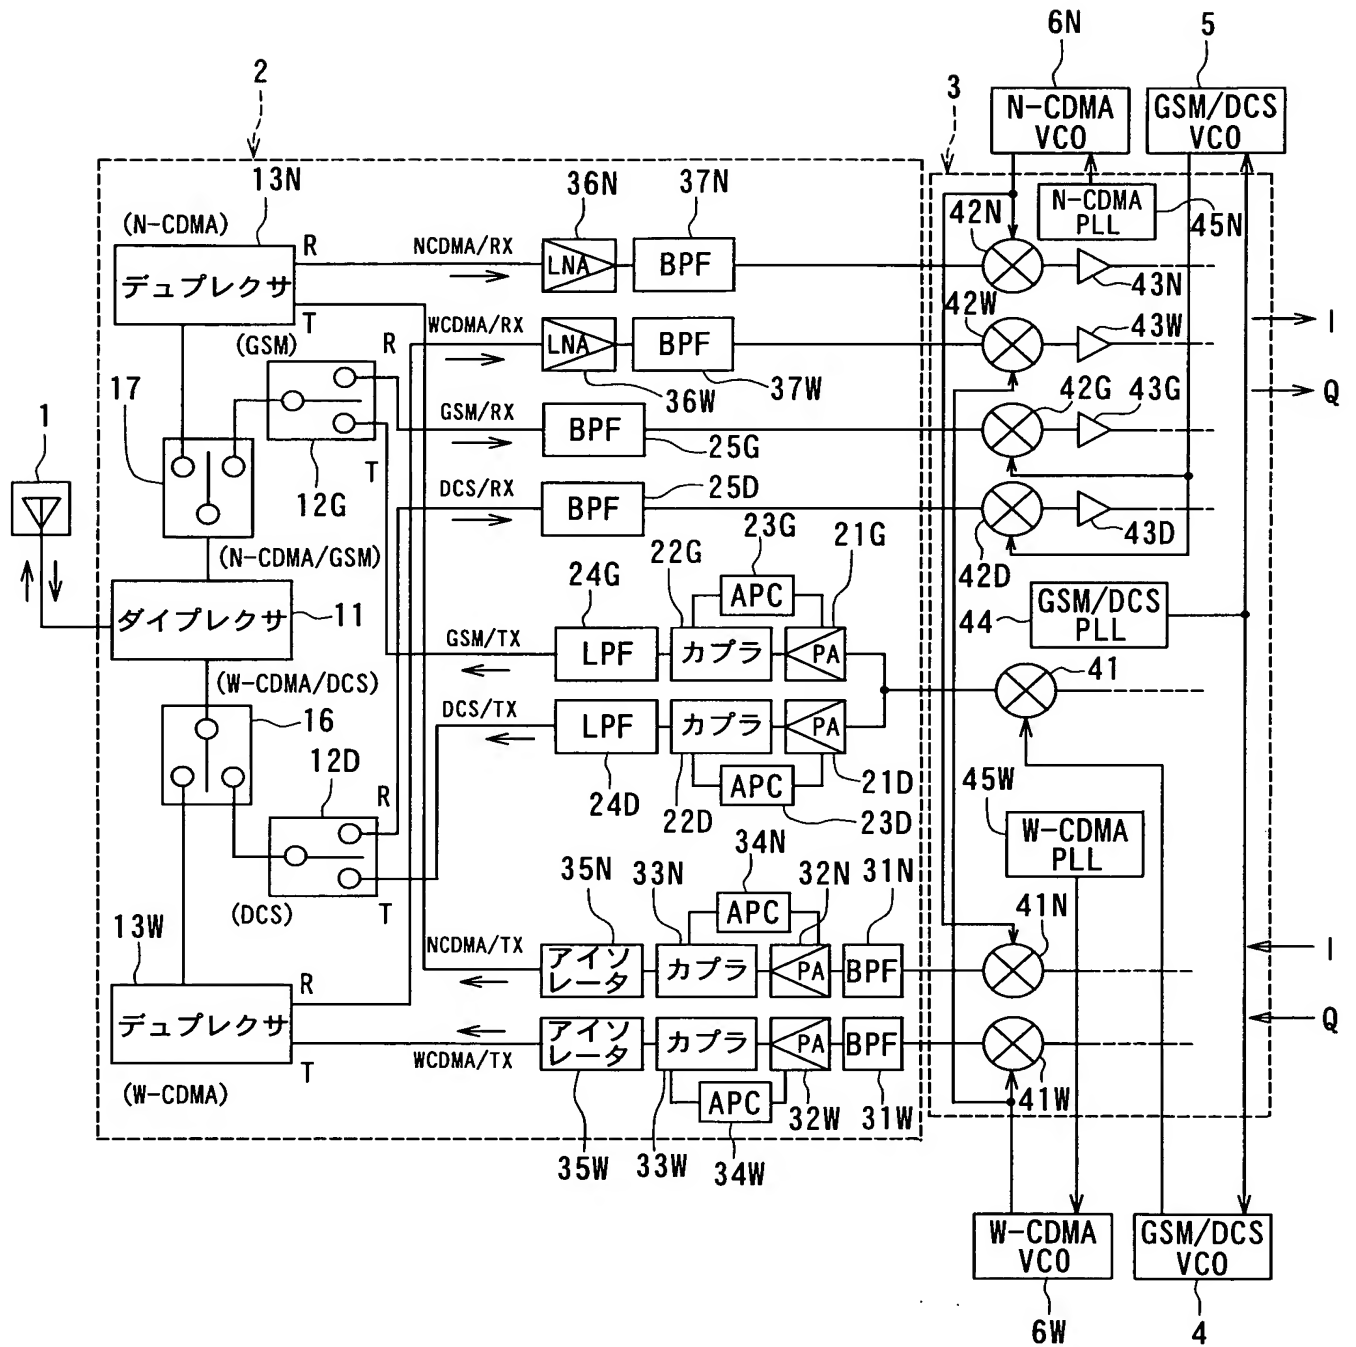 6N
5
2
3
N-CDMA
VCO
GSM/DCS
VCO
13N
36N
37N
42N
N-CDMA
PLL
45N
(N-CDMA)
R
NCDMA/RX
LNA
BPF
デュプレクサ
43N
T
42W
(GSM)
R
WCDMA/RX
LNA
BPF
43W
I
17
36W
37W
42G
43G
Q
1
GSM/RX
BPF
25G
T
12G
DCS/RX
BPF
25D
43D
23G
(N-CDMA/GSM)
22G
21G
42D
24G
APC
ダイプレクサ
11
GSM/DCS
PLL
44
GSM/TX
LPF
カプラ
PA
41
(W-CDMA/DCS)
16
DCS/TX
LPF
カプラ
PA
12D
R
24D
22D
APC
21D
23D
45W
W-CDMA
PLL
34N
35N
33N
32N
31N
(DCS)
T
APC
41N
13W
NCDMA/TX
アイソ
レータ
カプラ
PA
BPF
I
R
デュプレクサ
アイソ
レータ
カプラ
PA
BPF
Q
T
WCDMA/TX
(W-CDMA)
APC
41W
32W
31W
35W
33W
34W
W-CDMA
VCO
GSM/DCS
VCO
6W
4